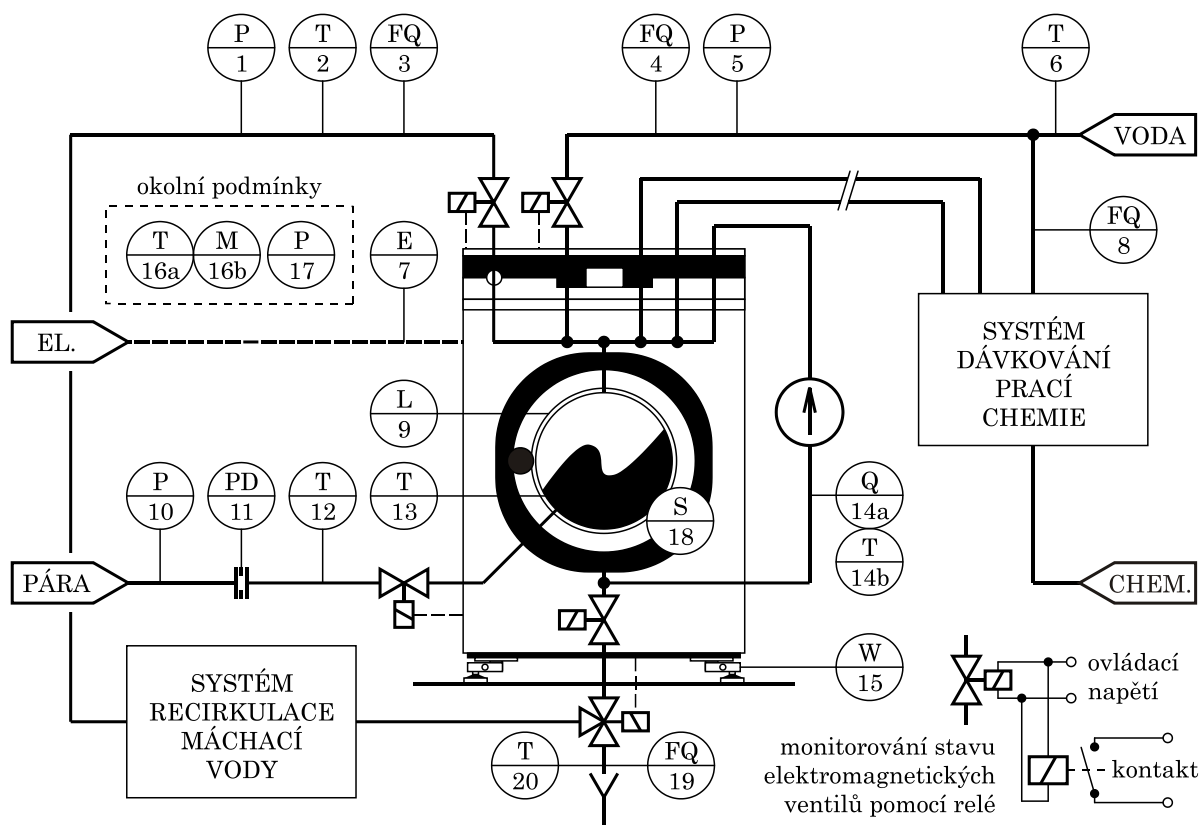 P
1
T
2
FQ
3
FQ
4
P
5
T
6
VODA
okolní podmínky
T
16a
M
16b
P
17
E
7
FQ
8
EL.
SYSTÉM
DÁVKOVÁNÍ
PRACÍ
CHEMIE
L
9
P
10
PD
11
T
12
T
13
S
18
Q
14a
T
14b
PÁRA
CHEM.
W
15
SYSTÉM
RECIRKULACE
MÁCHACÍ
VODY
T
20
FQ
19
ovládací
napětí
monitorování stavu
elektromagnetických
ventilů pomocí relé
kontakt